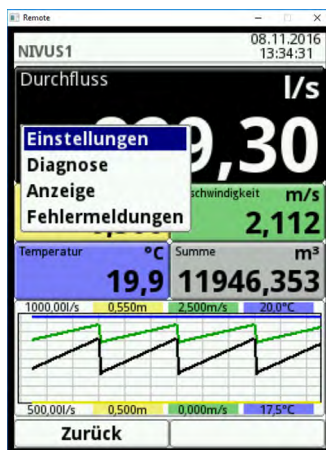 Remote
NIVUS1
08.11.2016
13:34:31
Durchfluss
l/s
9,30
Einstellungen
Diagnose
Anzeige
Fehlermeldungen
m/s
2,112
Temperatur °C
19,9
Summe m³
11946,353
1000,00l/s 0,550m 2,500m/s 20,0°C
500,00l/s 0,500m 0,000m/s 17,5°C
Zurück